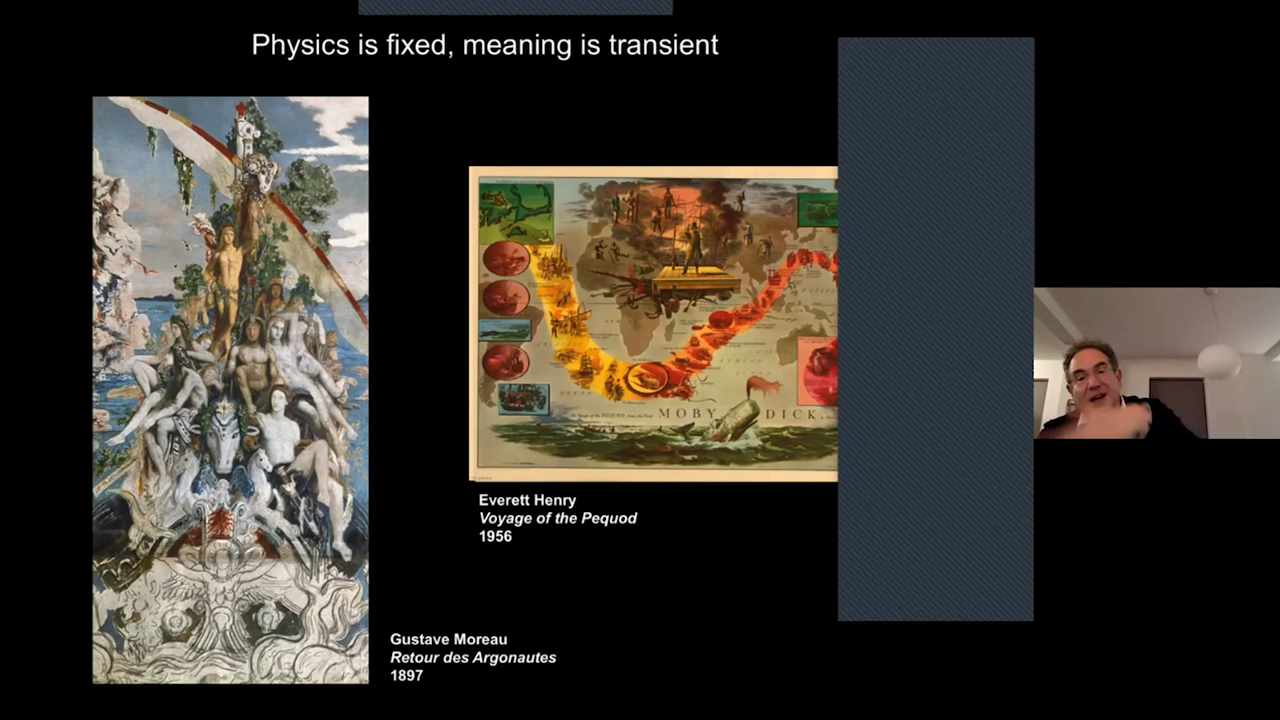 Physics is fixed, meaning is transient
MOBY DICK
Everett Henry
Voyage of the Pequod
1956
Gustave Moreau
Retour des Argonautes
1897